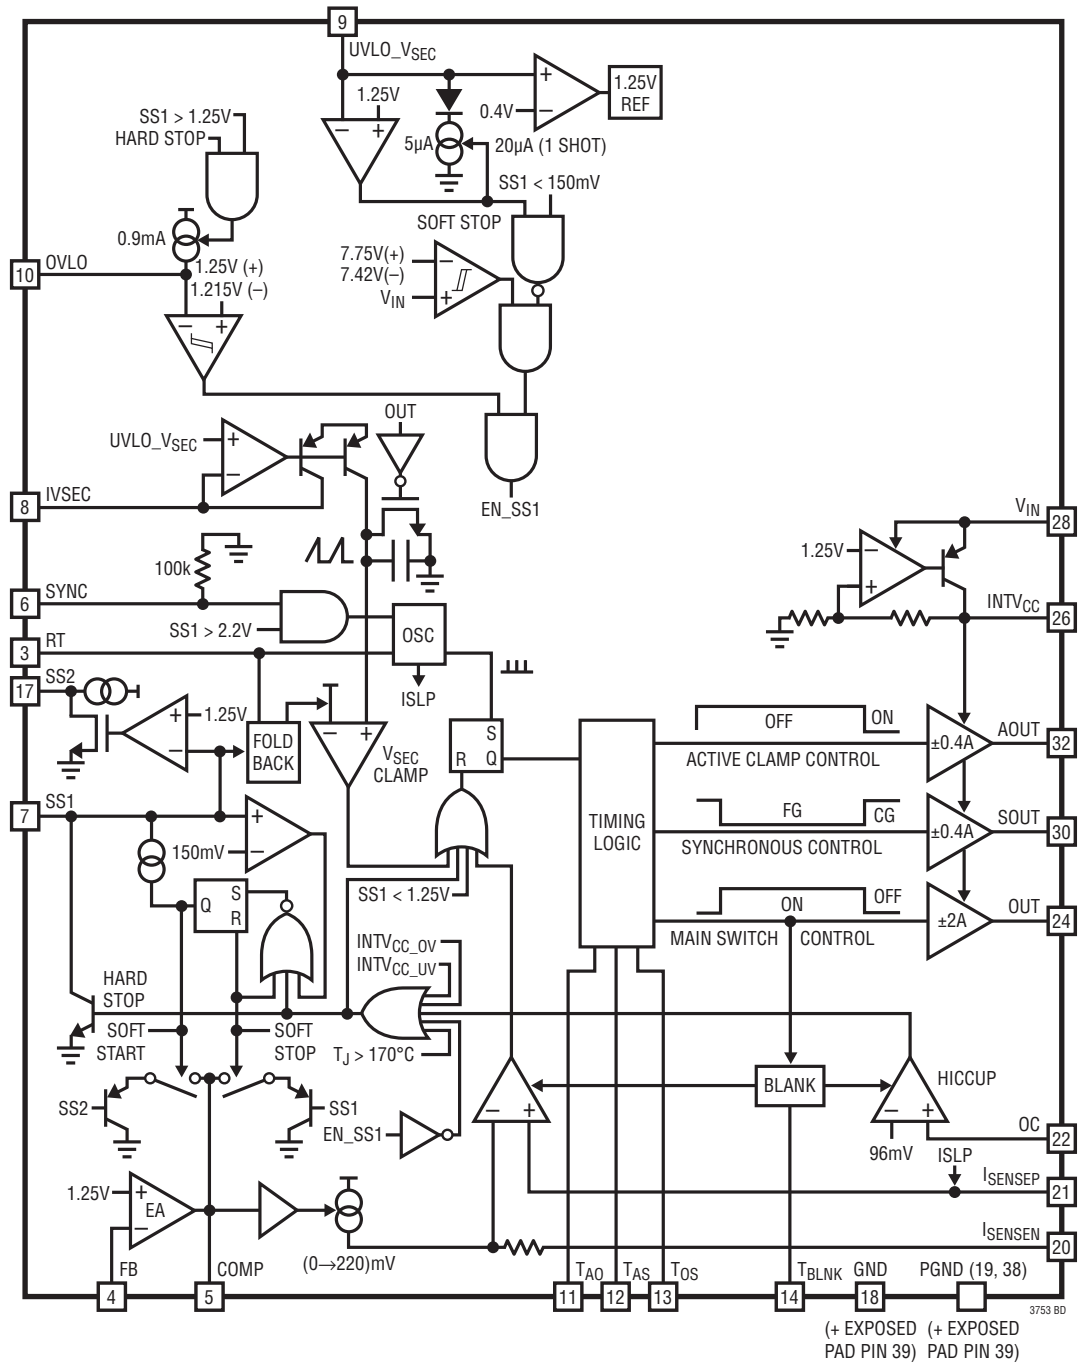 9
UVLO_VSEC
1.25V
0.4V
1.25V
REF
SS1 > 1.25V
HARD STOP
5µA
20µA (1 SHOT)
SS1 < 150mV
SOFT STOP
0.9mA
10
OVLO
1.25V (+)
1.215V (–)
7.75V(+)
7.42V(–)
VIN
OUT
UVLO_VSEC
8
IVSEC
EN_SS1
VIN
28
1.25V
100k
6
SYNC
SS1 > 2.2V
OSC
INTVCC
26
3
RT
ISLP
17
SS2
1.25V
FOLD
BACK
VSEC
CLAMP
S
R
Q
OFF
ON
ACTIVE CLAMP CONTROL
±0.4A
AOUT
32
7
SS1
150mV
TIMING
LOGIC
FG
CG
SYNCHRONOUS CONTROL
±0.4A
SOUT
30
Q
S
R
SS1 < 1.25V
ON
OFF
MAIN SWITCH
CONTROL
±2A
OUT
24
INTVCC_OV
INTVCC_UV
HARD
STOP
SOFT
START
SOFT
STOP
TJ > 170°C
SS2
SS1
EN_SS1
BLANK
HICCUP
96mV
OC
22
ISLP
ISENSEP
21
1.25V
EA
(0→220)mV
ISENSEN
20
FB
4
COMP
5
TAO
11
TAS
12
TOS
13
TBLNK
14
GND
18
PGND (19, 38)
3753 BD
(+ EXPOSED
PAD PIN 39)
(+ EXPOSED
PAD PIN 39)